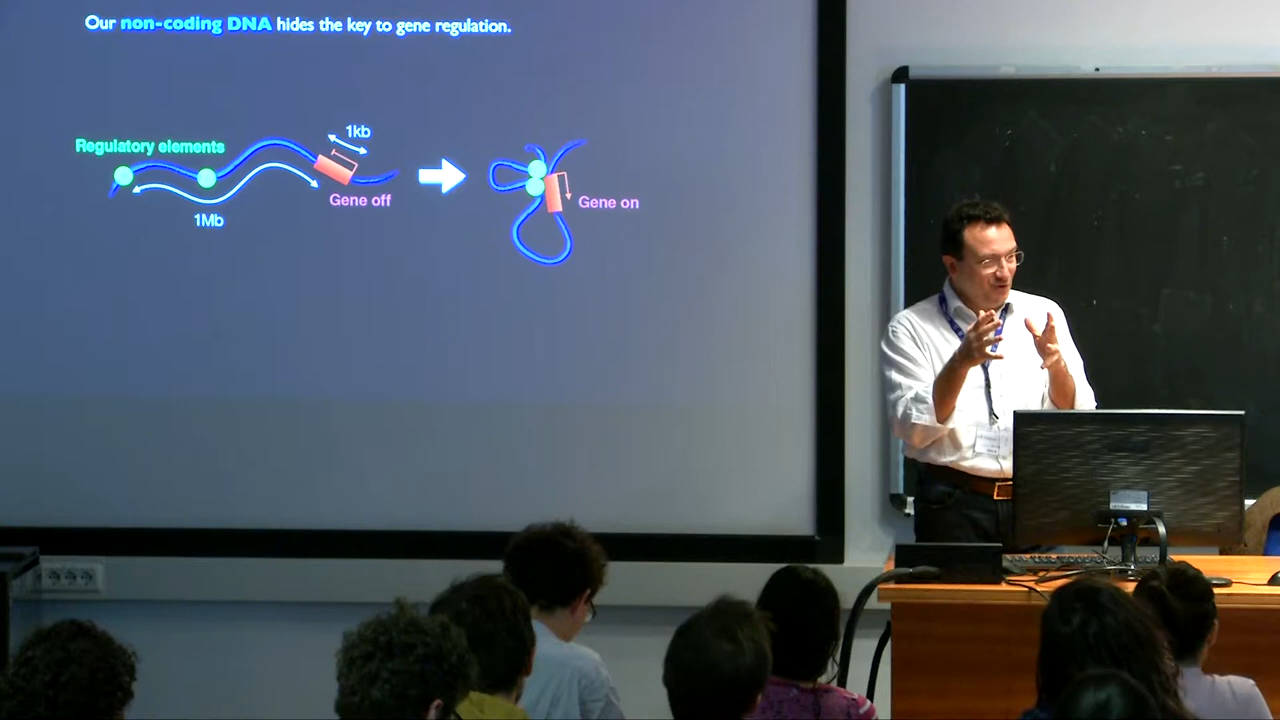 Our non-coding DNA hides the key to gene regulation.
1kb
Regulatory elements
Gene off
Gene on
1Mb